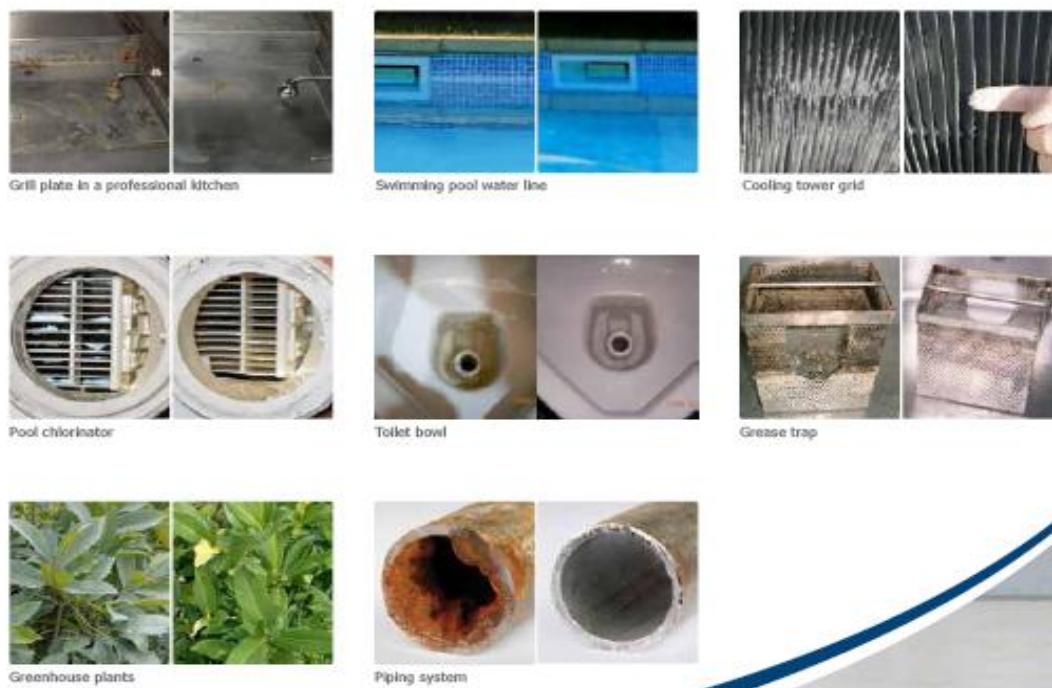 Grill plate in a professional kitchen
Swimming pool water line
Cooling tower grid
Pool chlorinator
Toilet bowl
Grease trap
Greenhouse plants
Piping system